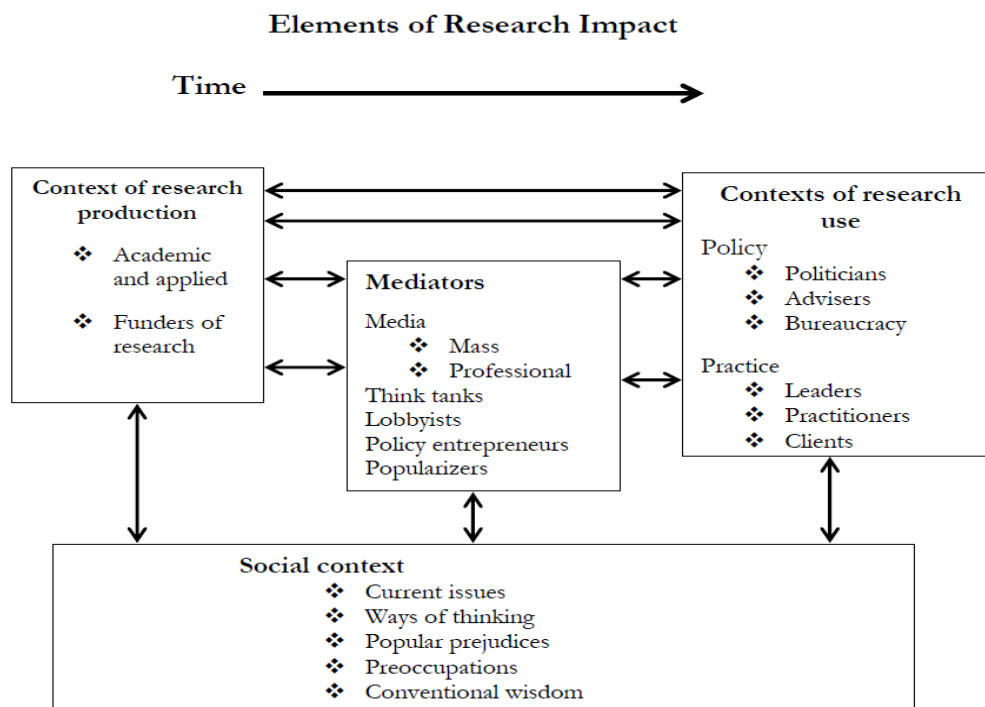 Elements of Research Impact
Time
Context of research
production
❖ Academic
and applied
❖ Funders of
research
Mediators
Media
❖ Mass
❖ Professional
Think tanks
Lobbyists
Policy entrepreneurs
Popularizers
Contexts of research
use
Policy
❖ Politicians
❖ Advisers
❖ Bureaucracy
Practice
❖ Leaders
❖ Practitioners
❖ Clients
Social context
❖ Current issues
❖ Ways of thinking
❖ Popular prejudices
❖ Preoccupations
❖ Conventional wisdom